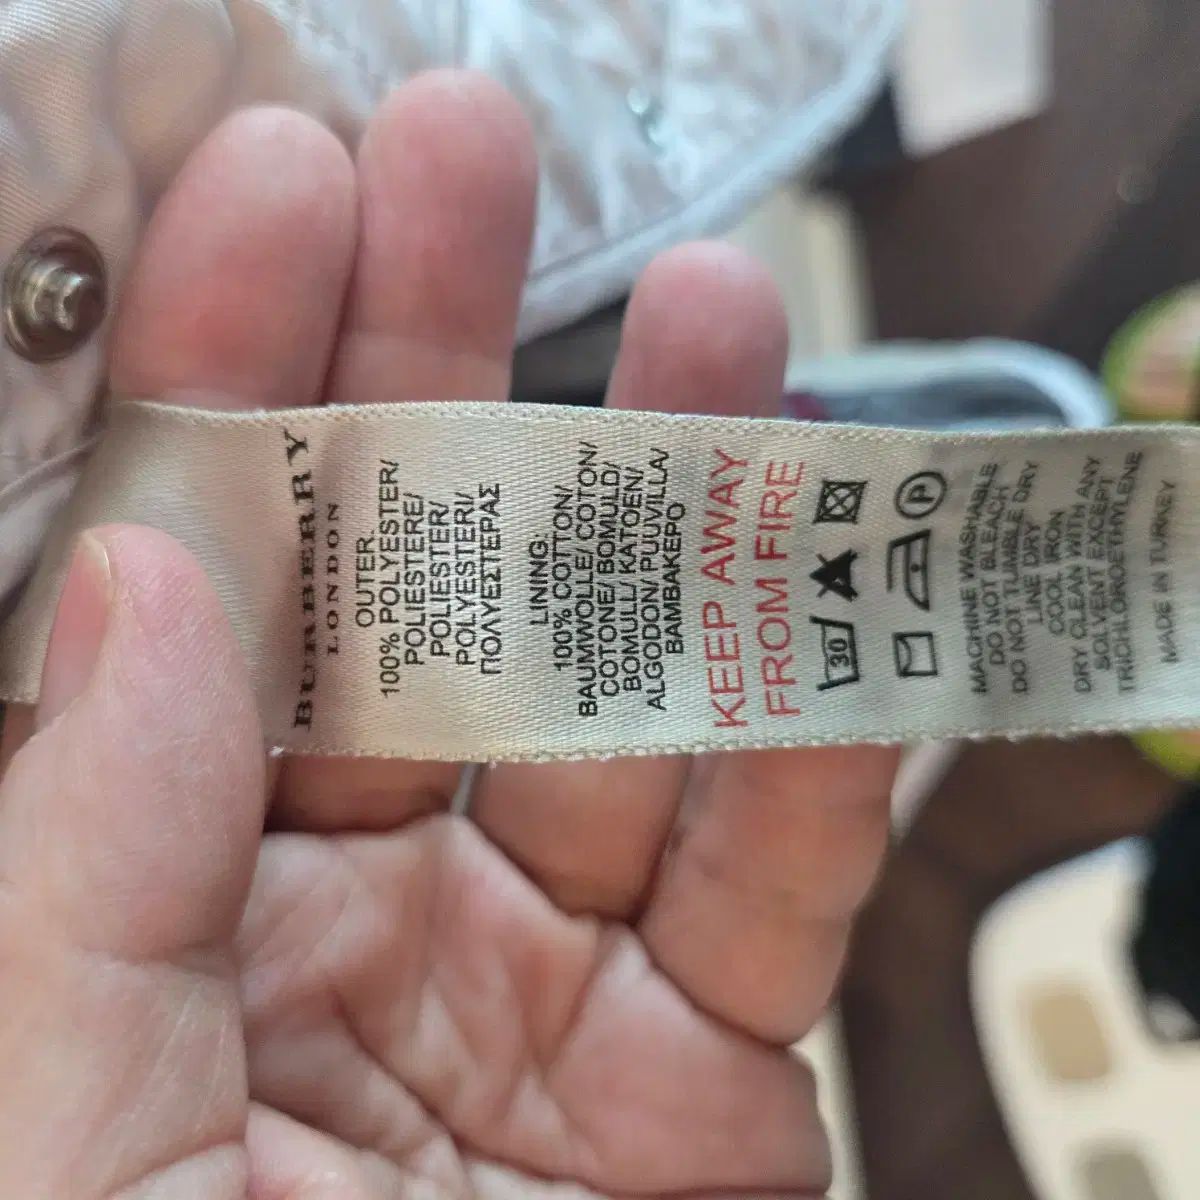 BURBERRY
LONDON
OUTER
100% POLYESTER/
POLIESTERE/
POLIESTER/
POLYESTERI/
ΠΟΛΥΕΣΤΕΡΑΣ
LINING:
100% COTTON/
BAUMWOLLE/ COTON/
COTONE/ BOMULD/
BOMULL/ KATOEN/
ALGODON/ PUUVILLA/
ΒΑΜΒΑΚΕΡΟ
KEEP AWAY
FROM FIRE
30
P
MACHINE WASHABLE
DO NOT BLEACH
DO NOT TUMBLE DRY
LINE DRY
COOL IRON
DRY CLEAN WITH ANY
SOLVENT EXCEPT
TRICHLOROETHYLENE
MADE IN TURKEY